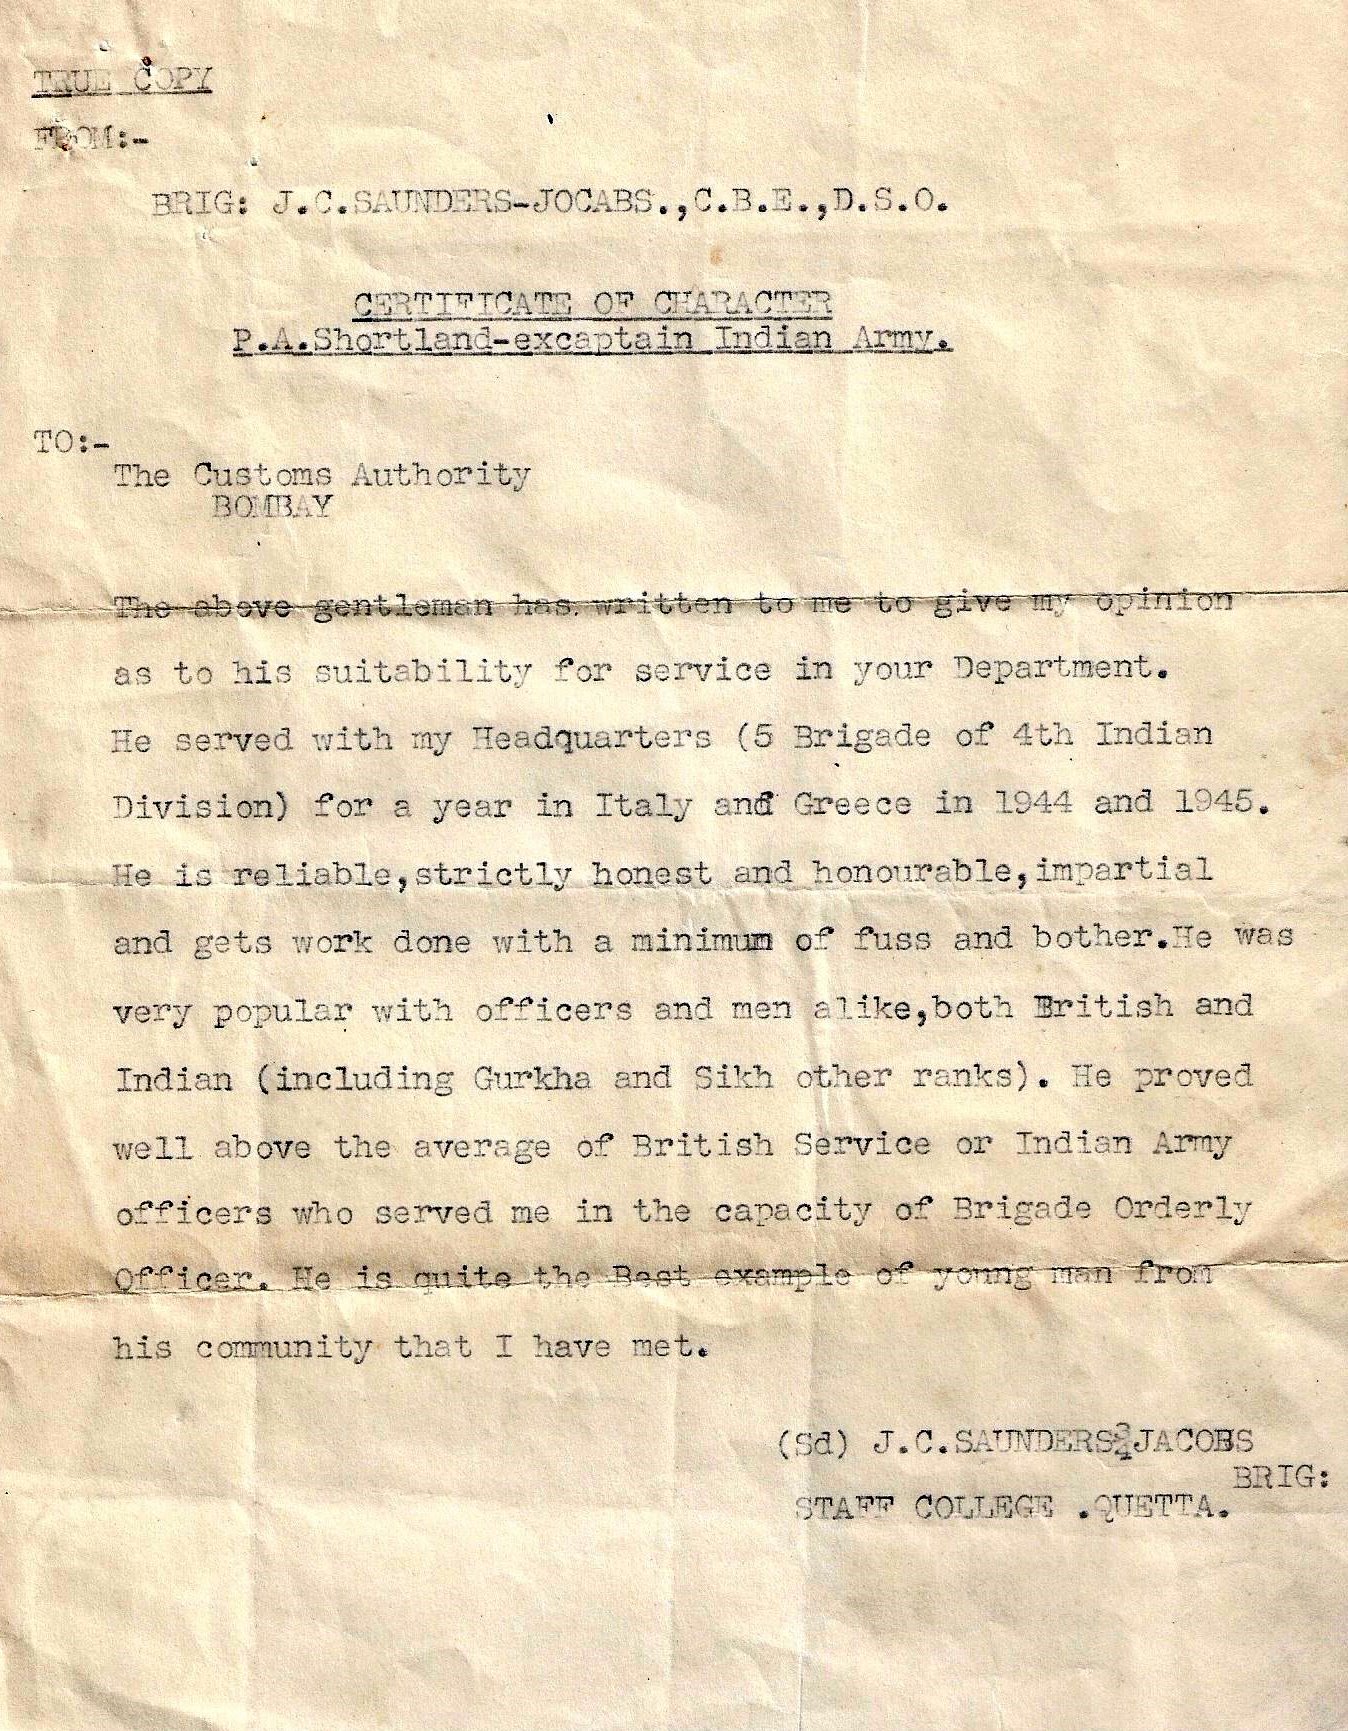 TRUE COPY
FROM:-
BRIG: J.C.SAUNDERS-JOCABS.,C.B.E.,D.S.O.
CERTIFICATE OF CHARACTER
P.A.Shortland-excaptain Indian Army.
TO:-
The Customs Authority
BOMBAY
The above gentleman has written to me to give my opinion
as to his suitability for service in your Department.
He served with my Headquarters (5 Brigade of 4th Indian
Division) for a year in Italy and Greece in 1944 and 1945.
He is reliable,strictly honest and honourable,impartial
and gets work done with a minimum of fuss and bother.He was
very popular with officers and men alike,both British and
Indian (including Gurkha and Sikh other ranks). He proved
well above the average of British Service or Indian Army
officers who served me in the capacity of Brigade Orderly
Officer. He is quite the Best example of young man from
his community that I have met.
(Sd) J.C.SAUNDERS-JACOBS
BRIG:
STAFF COLLEGE .QUETTA.